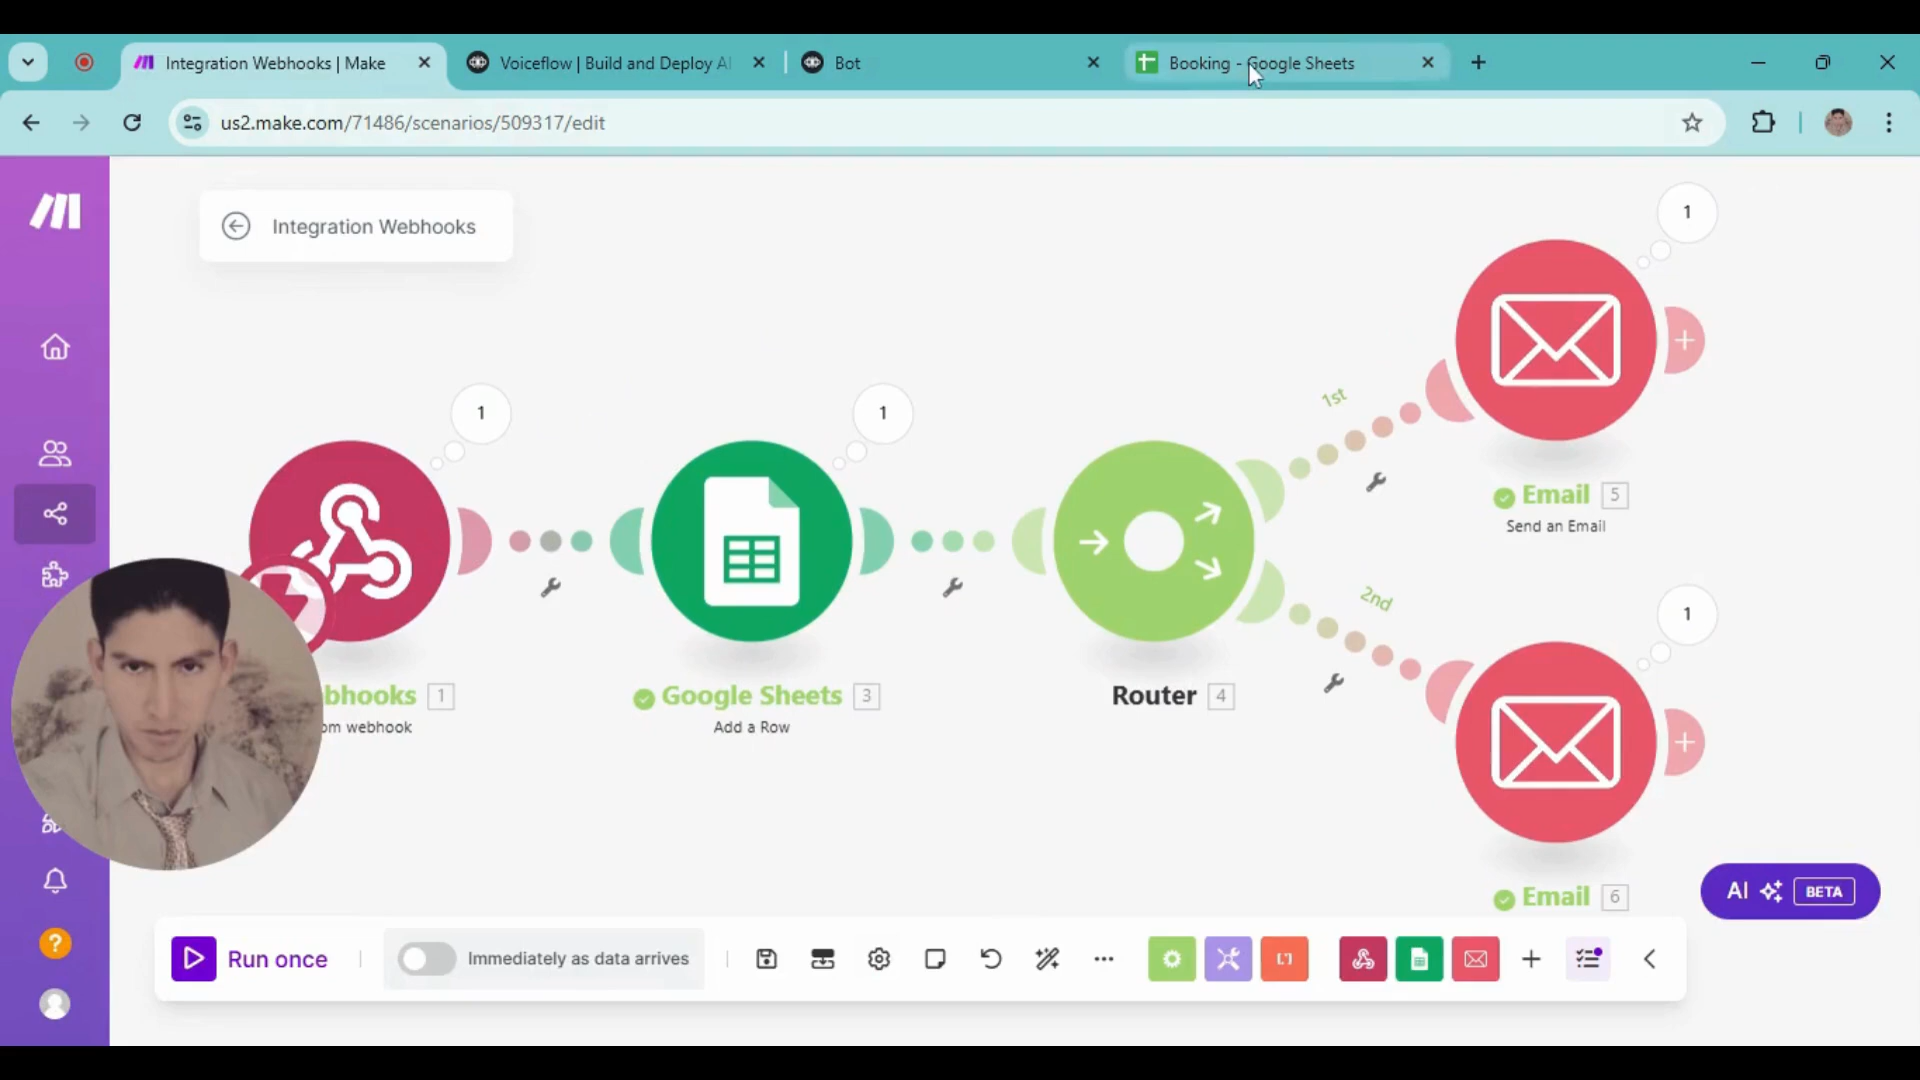 Integration Webhooks | Make
Voiceflow | Build and Deploy AI
Bot
Booking - Google Sheets
us2.make.com/71486/scenarios/509317/edit
Integration Webhooks
1
1
1
1st
Email 5
Send an Email
2nd
1
bhooks 1
om webhook
Google Sheets 3
Add a Row
Router 4
Email 6
AI BETA
?
Run once
Immediately as data arrives